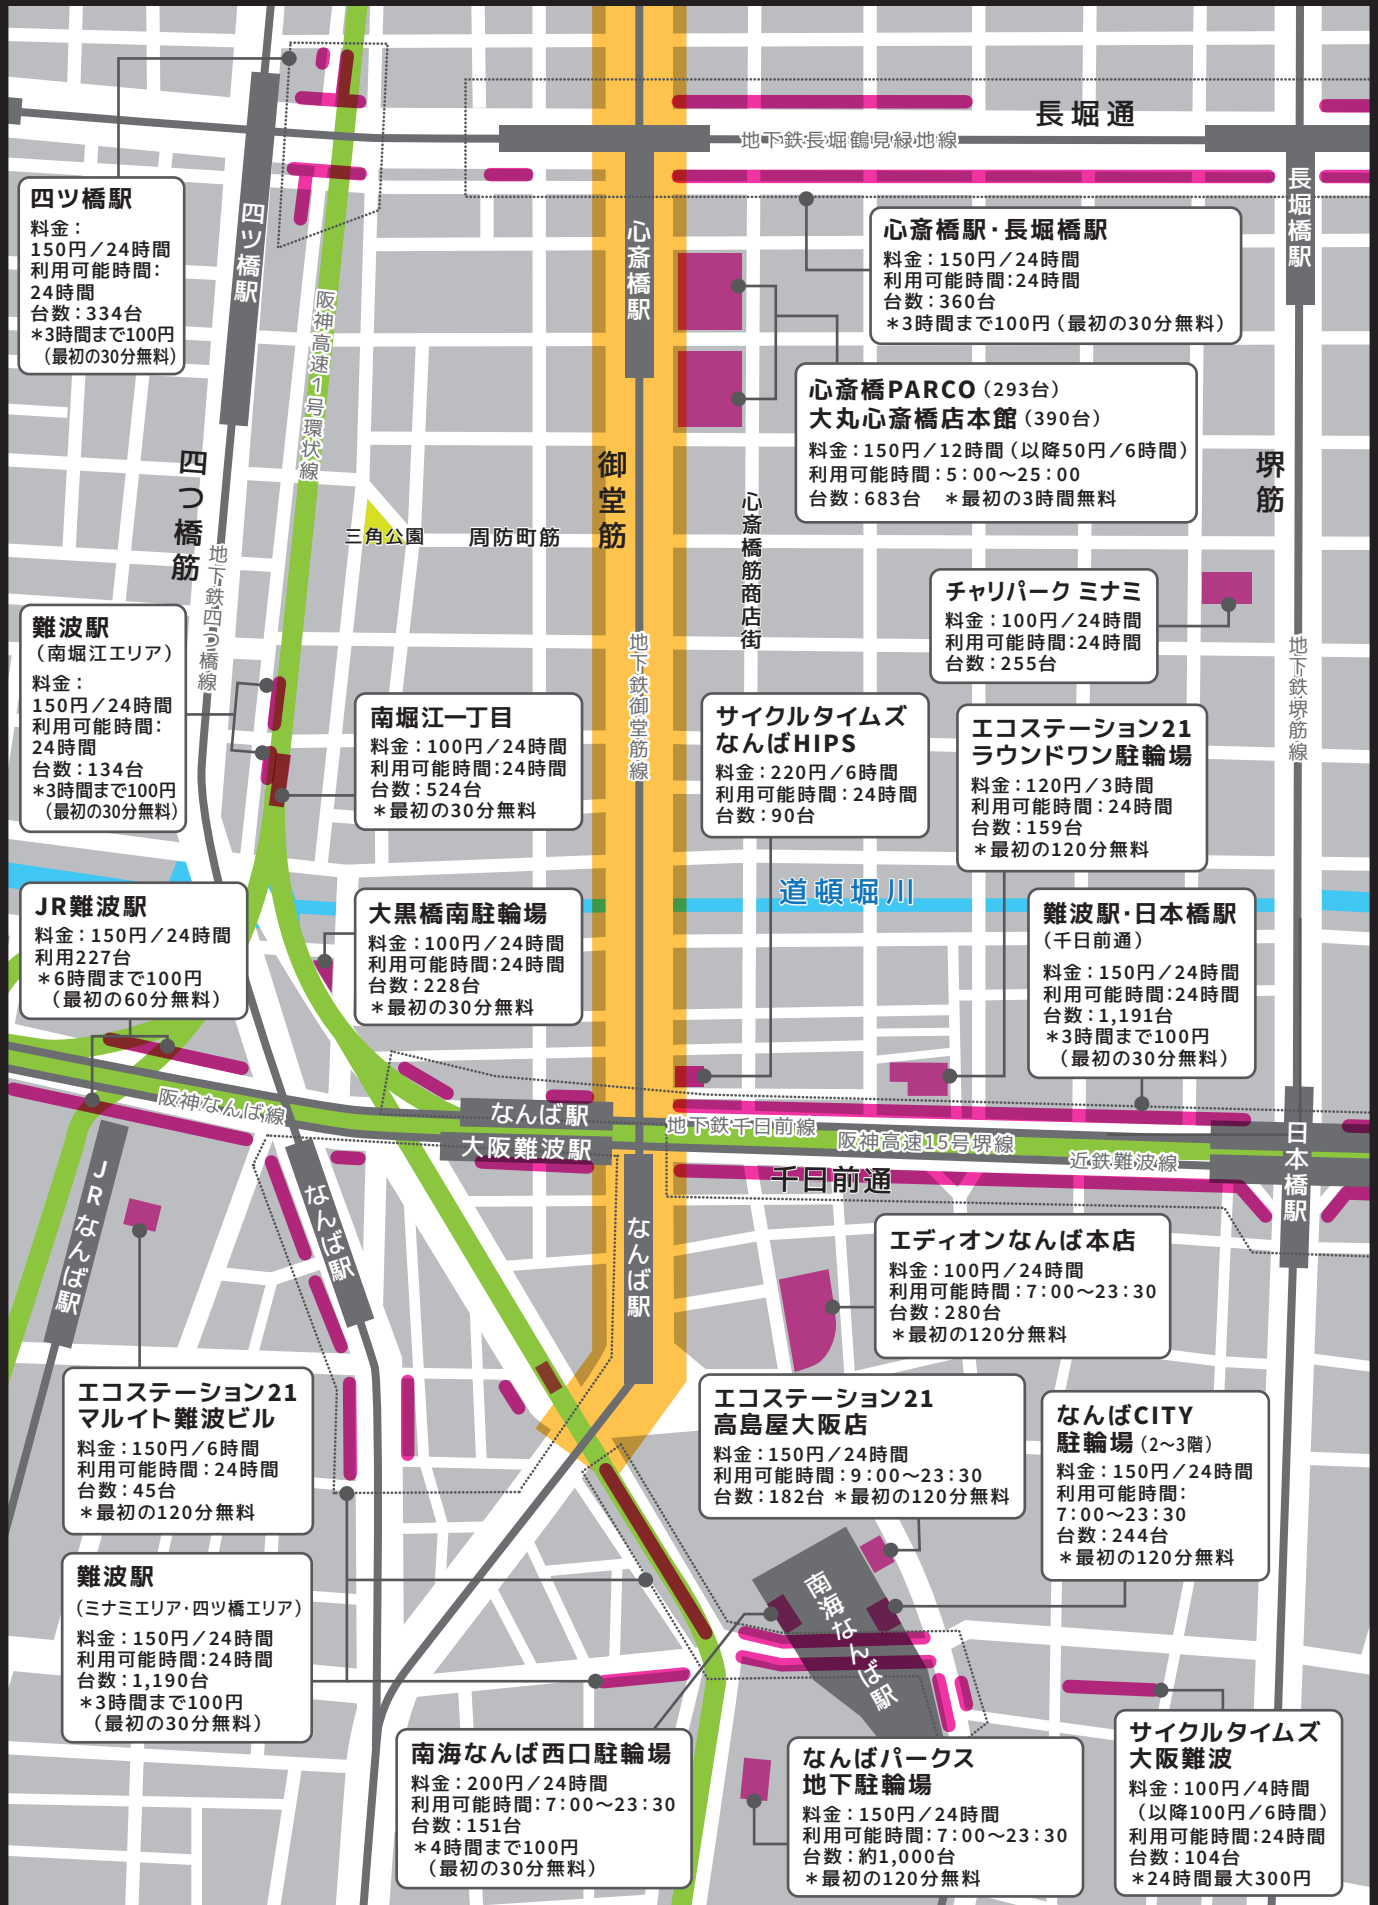 長堀通
地下鉄長堀鶴見緑地線
四ツ橋駅
料金：
150円／24時間
利用可能時間：
24時間
台数：334台
＊3時間まで100円
（最初の30分無料）
四ツ橋駅
心斎橋駅
長堀橋駅
心斎橋駅・長堀橋駅
料金：150円／24時間
利用可能時間：24時間
台数：360台
＊3時間まで100円（最初の30分無料）
阪神高速1号環状線
心斎橋PARCO（293台）
大丸心斎橋店本館（390台）
料金：150円／12時間（以降50円／6時間）
利用可能時間：5：00〜25：00
台数：683台　＊最初の3時間無料
四つ橋筋
御堂筋
堺筋
三角公園
周防町筋
心斎橋筋商店街
地下鉄四つ橋線
チャリパーク ミナミ
料金：100円／24時間
利用可能時間：24時間
台数：255台
難波駅
（南堀江エリア）
料金：
150円／24時間
利用可能時間：
24時間
台数：134台
＊3時間まで100円
（最初の30分無料）
地下鉄御堂筋線
地下鉄堺筋線
南堀江一丁目
料金：100円／24時間
利用可能時間：24時間
台数：524台
＊最初の30分無料
サイクルタイムズ
なんばHIPS
料金：220円／6時間
利用可能時間：24時間
台数：90台
エコステーション21
ラウンドワン駐輪場
料金：120円／3時間
利用可能時間：24時間
台数：159台
＊最初の120分無料
道頓堀川
JR難波駅
料金：150円／24時間
利用227台
＊6時間まで100円
（最初の60分無料）
大黒橋南駐輪場
料金：100円／24時間
利用可能時間：24時間
台数：228台
＊最初の30分無料
難波駅・日本橋駅
（千日前通）
料金：150円／24時間
利用可能時間：24時間
台数：1,191台
＊3時間まで100円
（最初の30分無料）
阪神なんば線
なんば駅
大阪難波駅
地下鉄千日前線
阪神高速15号堺線
近鉄難波線
千日前通
日本橋駅
JRなんば駅
なんば駅
なんば駅
エディオンなんば本店
料金：100円／24時間
利用可能時間：7：00〜23：30
台数：280台
＊最初の120分無料
エコステーション21
マルイト難波ビル
料金：150円／6時間
利用可能時間：24時間
台数：45台
＊最初の120分無料
エコステーション21
高島屋大阪店
料金：150円／24時間
利用可能時間：9：00〜23：30
台数：182台 ＊最初の120分無料
なんばCITY
駐輪場（2〜3階）
料金：150円／24時間
利用可能時間：
7：00〜23：30
台数：244台
＊最初の120分無料
難波駅
（ミナミエリア・四ツ橋エリア）
料金：150円／24時間
利用可能時間：24時間
台数：1,190台
＊3時間まで100円
（最初の30分無料）
南海なんば駅
南海なんば西口駐輪場
料金：200円／24時間
利用可能時間：7：00〜23：30
台数：151台
＊4時間まで100円
（最初の30分無料）
なんばパークス
地下駐輪場
料金：150円／24時間
利用可能時間：7：00〜23：30
台数：約1,000台
＊最初の120分無料
サイクルタイムズ
大阪難波
料金：100円／4時間
（以降100円／6時間）
利用可能時間：24時間
台数：104台
＊24時間最大300円